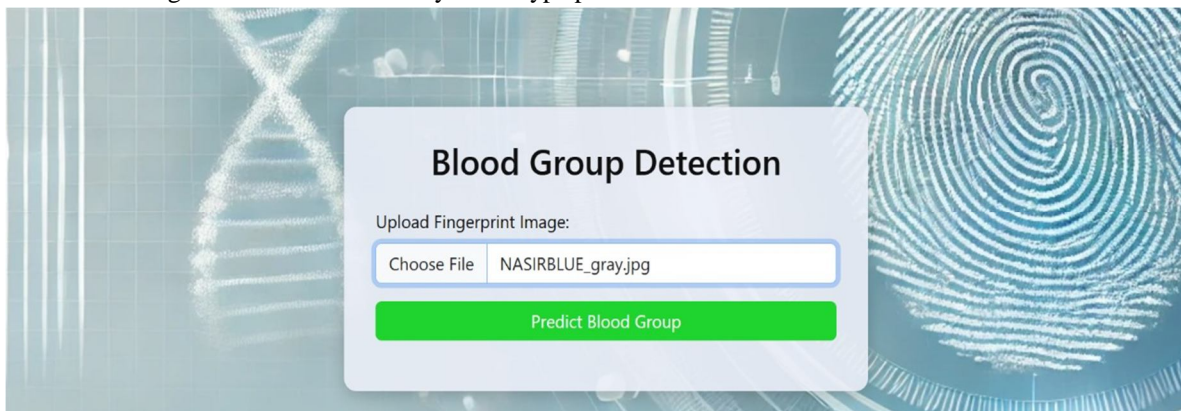 Blood Group Detection
Upload Fingerprint Image:
Choose File NASIRBLUE_gray.jpg
Predict Blood Group